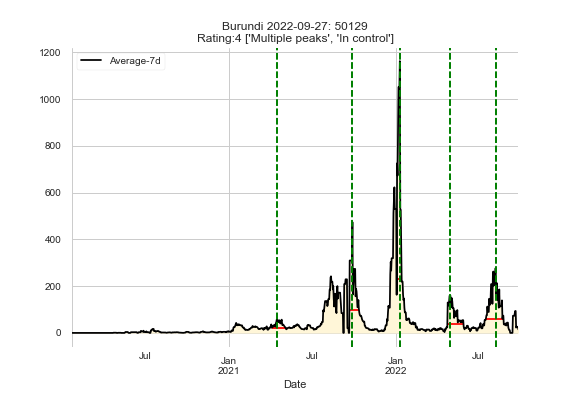 Burundi 2022-09-27: 50129
Rating:4 ['Multiple peaks', 'In control']
Average-7d
1200
1000
800
600
400
200
0
Jul
Jan
2021
Jul
Jan
2022
Jul
Date